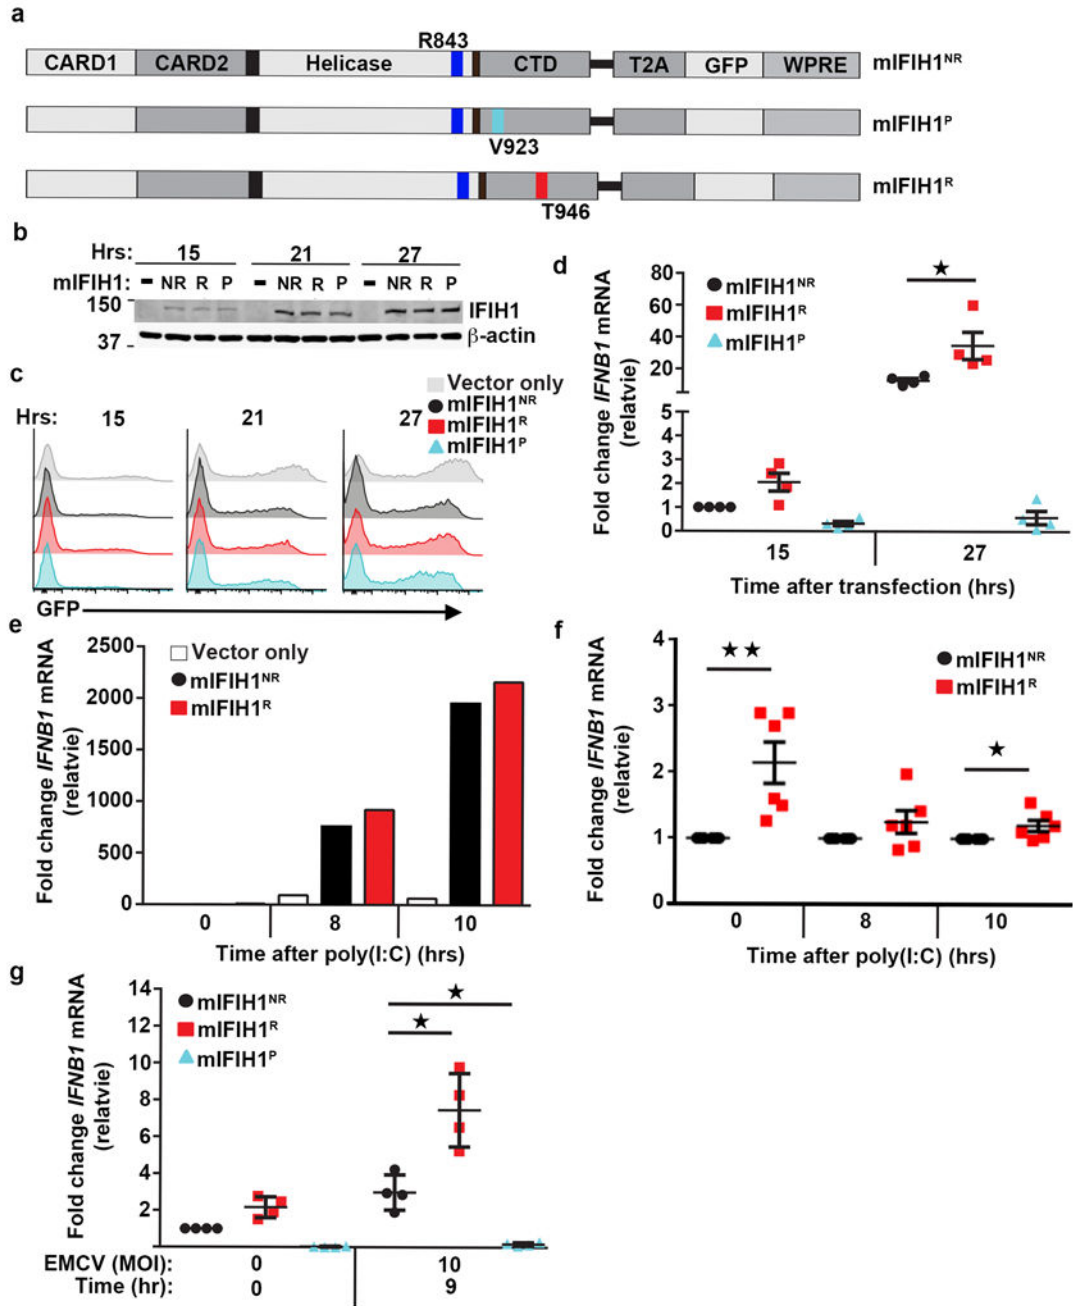 a
R843
CARD1 CARD2 Helicase CTD T2A GFP WPRE mIFIH1NR
mIFIH1P
V923
mIFIH1R
T946
b
Hrs: 15 21 27
mIFIH1: - NR R P - NR R P - NR R P
150 IFIH1
37 β-actin
c
Vector only
mIFIH1NR
mIFIH1R
mIFIH1P
Hrs: 15 21 27
GFP
d
Fold change IFNB1 mRNA
(relatvie)
80
60
40
20
5
4
3
2
1
0
mIFIH1NR
mIFIH1R
mIFIH1P
★
15 27
Time after transfection (hrs)
e
Fold change IFNB1 mRNA
(relatvie)
2500
2000
1500
1000
500
0
Vector only
mIFIH1NR
mIFIH1R
0 8 10
Time after poly(I:C) (hrs)
f
Fold change IFNB1 mRNA
(relatvie)
4
3
2
1
0
★★
★
mIFIH1NR
mIFIH1R
0 8 10
Time after poly(I:C) (hrs)
g
Fold change IFNB1 mRNA
(relatvie)
14
12
10
8
6
4
2
mIFIH1NR
mIFIH1R
mIFIH1P
★
★
EMCV (MOI): 0 10
Time (hr): 0 9